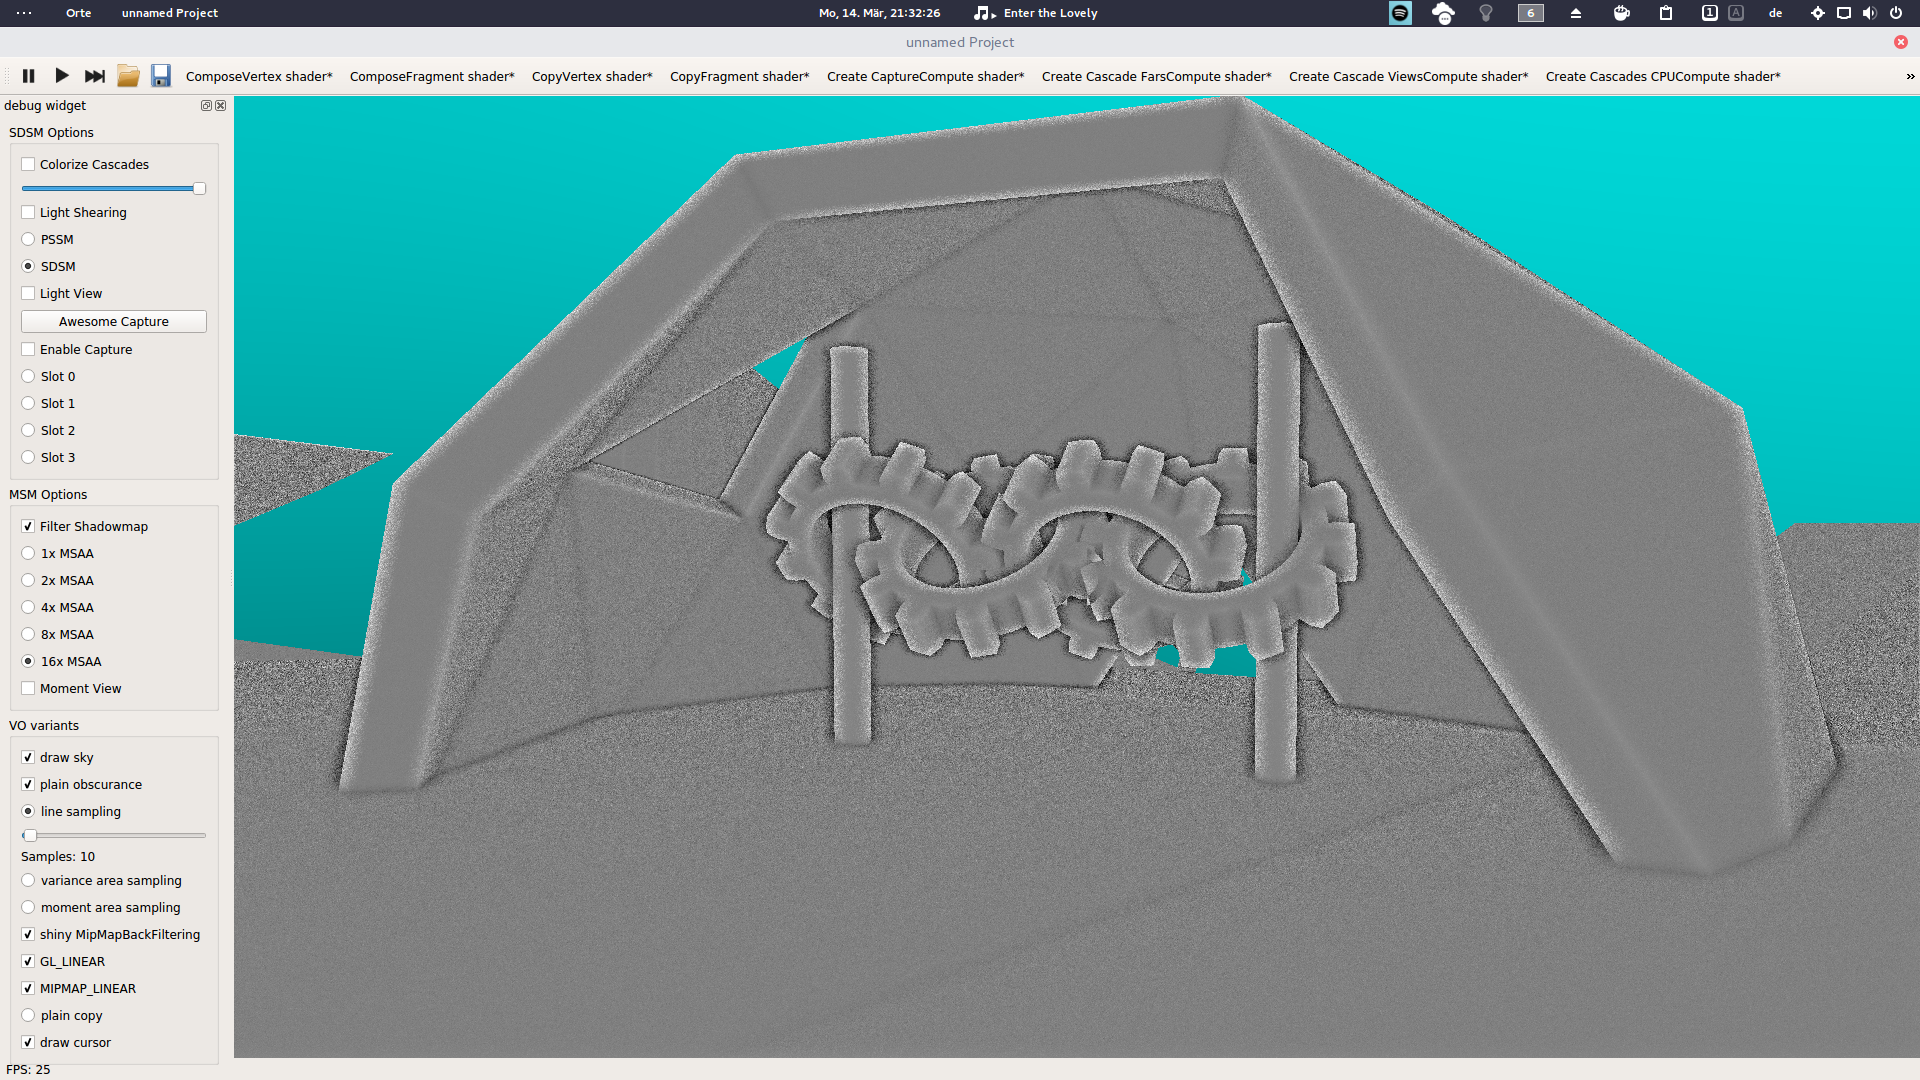 Orte unnamed Project Mo, 14. Mär, 21:32:26 Enter the Lovely 6 1 A de
unnamed Project
ComposeVertex shader* ComposeFragment shader* CopyVertex shader* CopyFragment shader* Create CaptureCompute shader* Create Cascade FarsCompute shader* Create Cascade ViewsCompute shader* Create Cascades CPUCompute shader* »
debug widget
SDSM Options
Colorize Cascades
Light Shearing
PSSM
SDSM
Light View
Awesome Capture
Enable Capture
Slot 0
Slot 1
Slot 2
Slot 3
MSM Options
Filter Shadowmap
1x MSAA
2x MSAA
4x MSAA
8x MSAA
16x MSAA
Moment View
VO variants
draw sky
plain obscurance
line sampling
Samples: 10
variance area sampling
moment area sampling
shiny MipMapBackFiltering
GL_LINEAR
MIPMAP_LINEAR
plain copy
draw cursor
FPS: 25